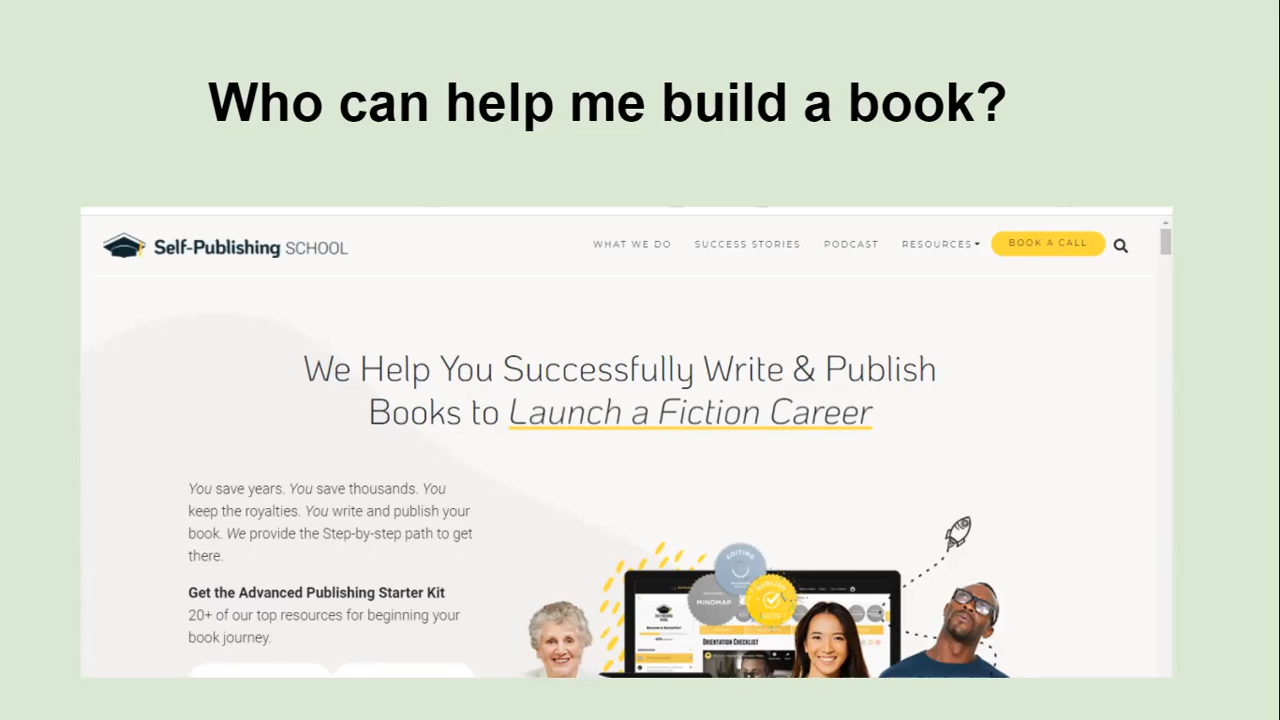 Who can help me build a book?
Self-Publishing SCHOOL
WHAT WE DO SUCCESS STORIES PODCAST RESOURCES BOOK A CALL
We Help You Successfully Write & Publish
Books to Launch a Fiction Career
You save years. You save thousands. You
keep the royalties. You write and publish your
book. We provide the Step-by-step path to get
there.
Get the Advanced Publishing Starter Kit
20+ of our top resources for beginning your
book journey.
EDITING
MINDMAP
ORIENTATION CHECKLIST